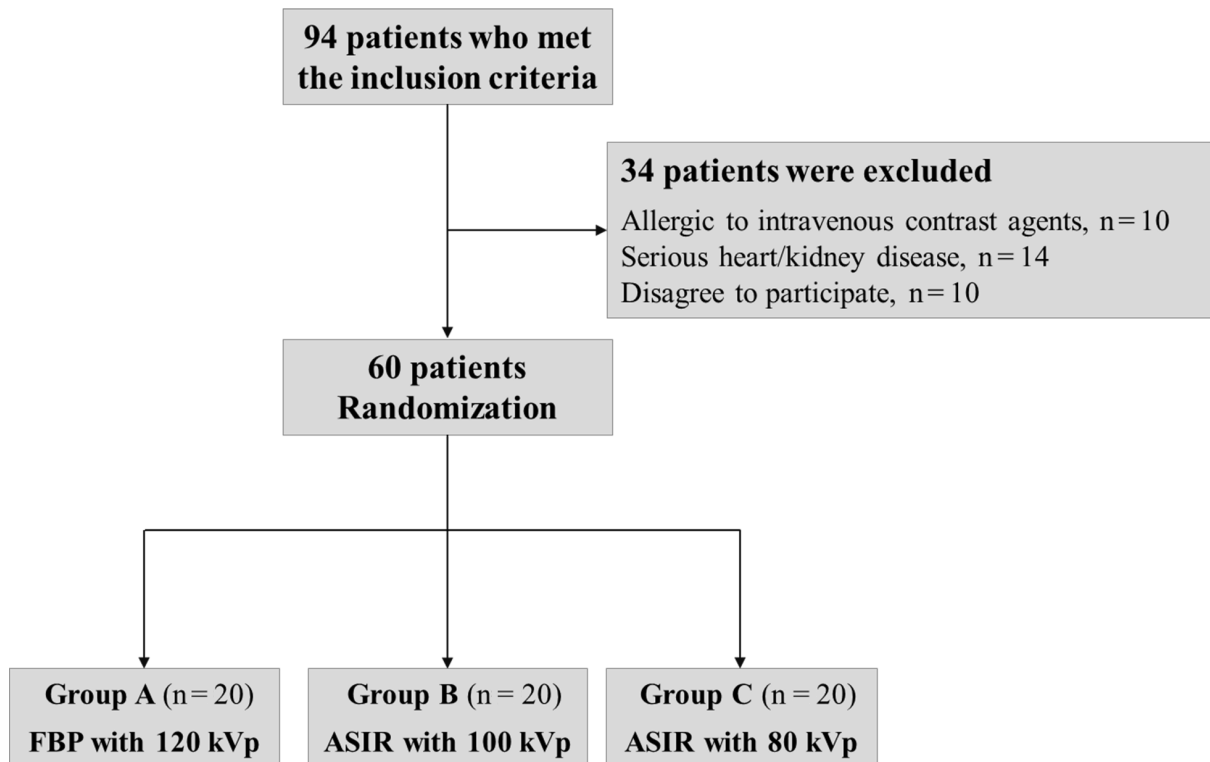 94 patients who met
the inclusion criteria
34 patients were excluded
Allergic to intravenous contrast agents, n=10
Serious heart/kidney disease, n=14
Disagree to participate, n=10
60 patients
Randomization
Group A (n=20)
FBP with 120 kVp
Group B (n=20)
ASIR with 100 kVp
Group C (n=20)
ASIR with 80 kVp